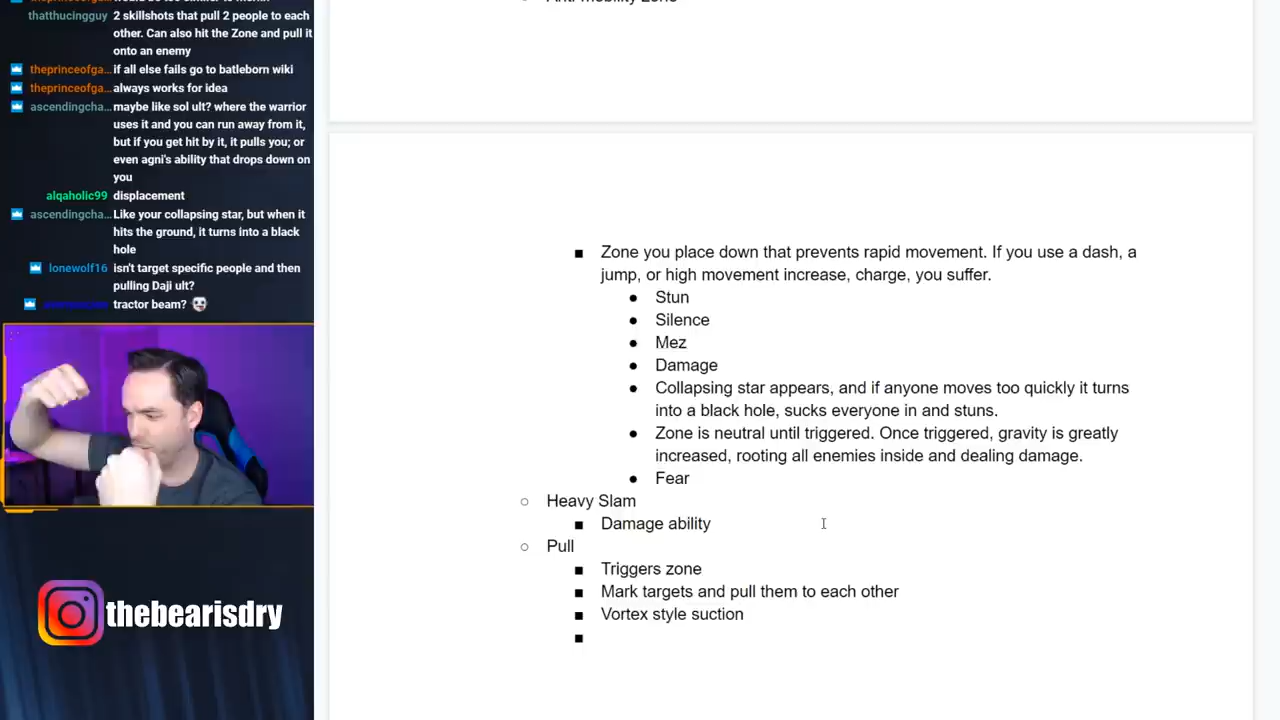 thatthucingguy 2 skillshots that pull 2 people to each
other. Can also hit the Zone and pull it
onto an enemy
theprinceofga... if all else fails go to batleborn wiki
theprinceofga... always works for idea
ascendingcha... maybe like sol ult? where the warrior
uses it and you can run away from it,
but if you get hit by it, it pulls you; or
even agni's ability that drops down on
you
alqaholic99 displacement
ascendingcha... Like your collapsing star, but when it
hits the ground, it turns into a black
hole
lonewolf16 isn't target specific people and then
pulling Daji ult?
tractor beam?
thebearisdry
Zone you place down that prevents rapid movement. If you use a dash, a
jump, or high movement increase, charge, you suffer.
Stun
Silence
Mez
Damage
Collapsing star appears, and if anyone moves too quickly it turns
into a black hole, sucks everyone in and stuns.
Zone is neutral until triggered. Once triggered, gravity is greatly
increased, rooting all enemies inside and dealing damage.
Fear
Heavy Slam
Damage ability
Pull
Triggers zone
Mark targets and pull them to each other
Vortex style suction